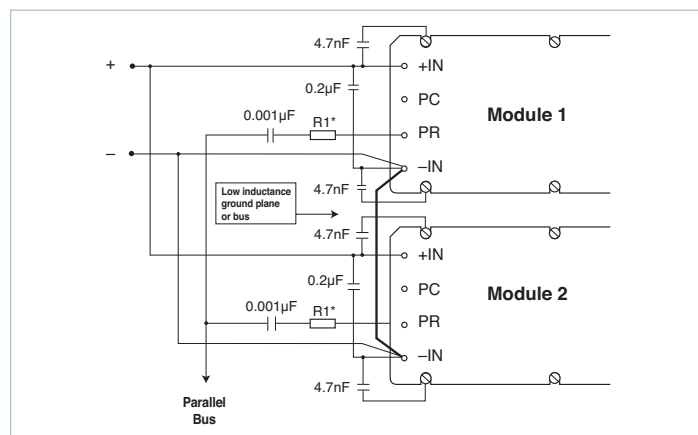 4.7nF
+
+IN
0.2µF
PC
Module 1
0.001µF
R1*
PR
–
–IN
4.7nF
Low inductance
ground plane
or bus
4.7nF
+IN
0.2µF
PC
Module 2
0.001µF
R1*
PR
–IN
4.7nF
Parallel
Bus